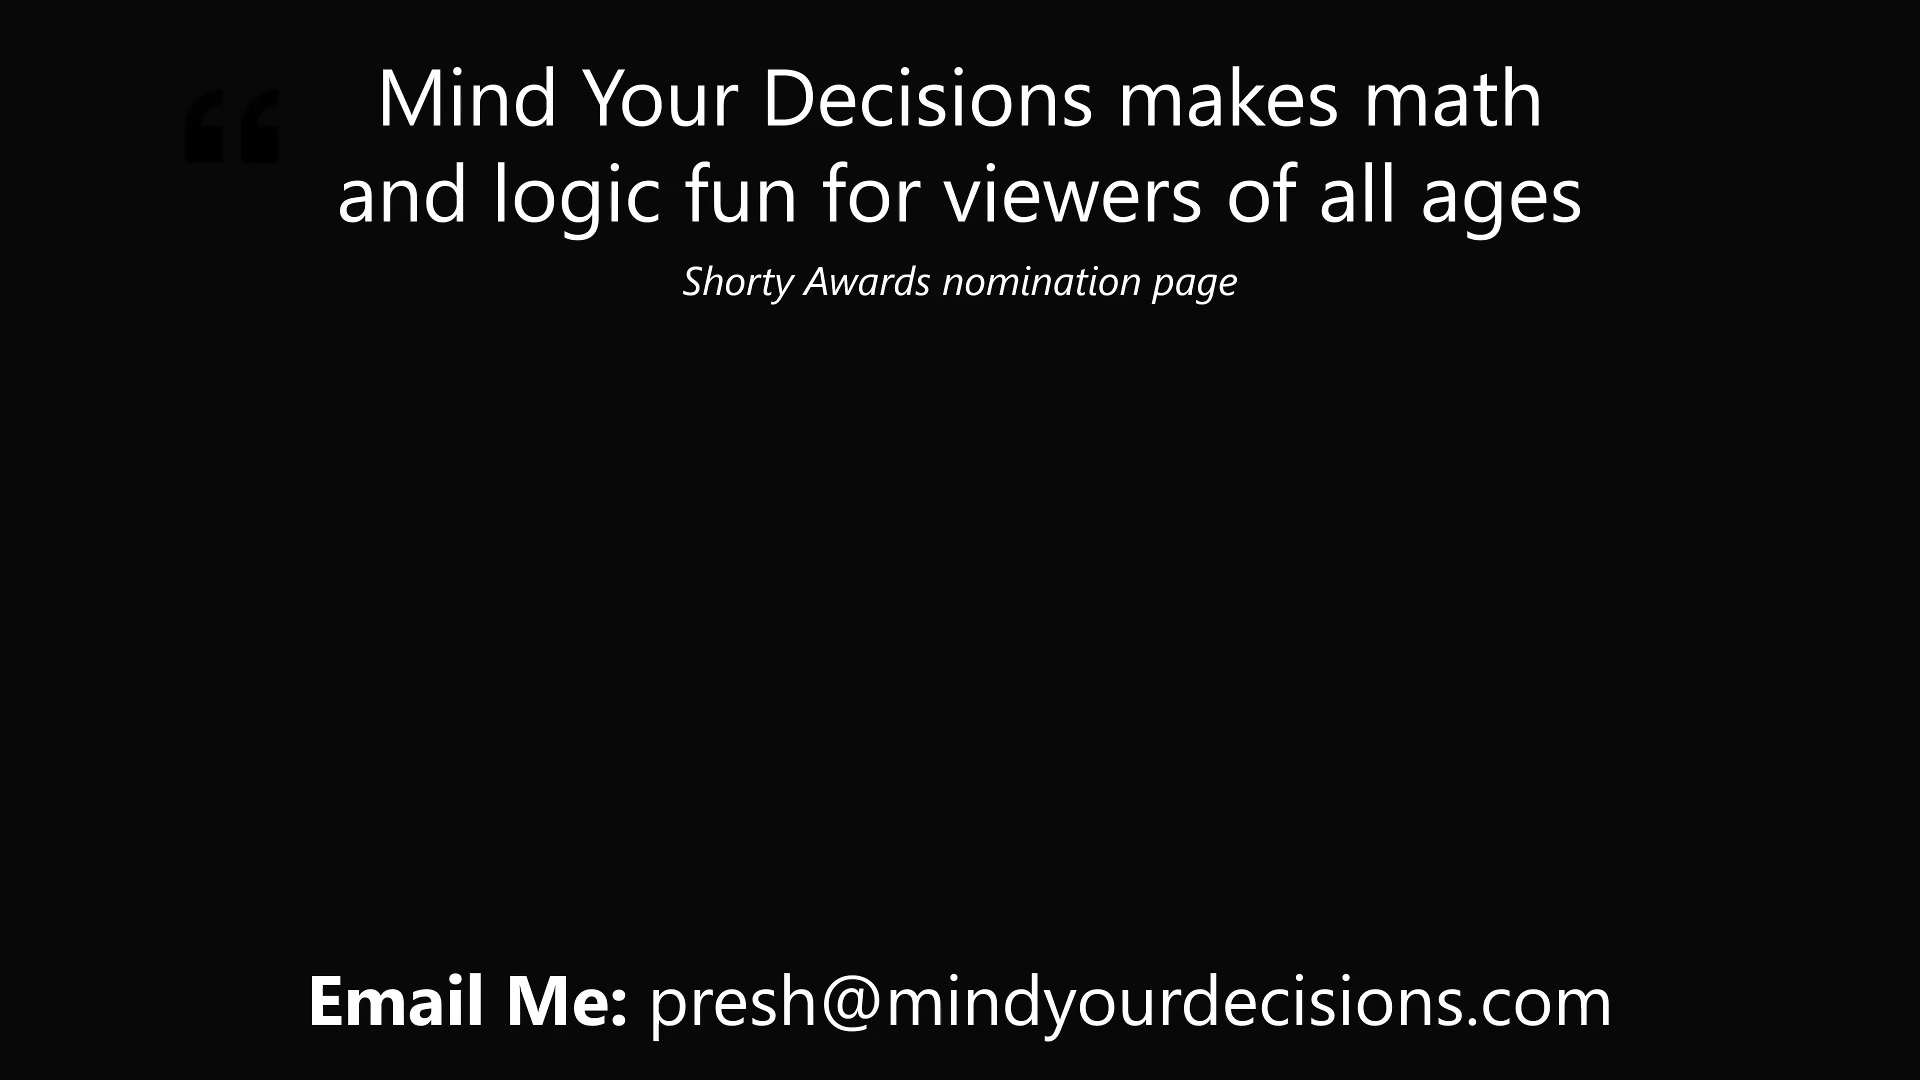 “ Mind Your Decisions makes math
and logic fun for viewers of all ages
Shorty Awards nomination page
Email Me: presh@mindyourdecisions.com